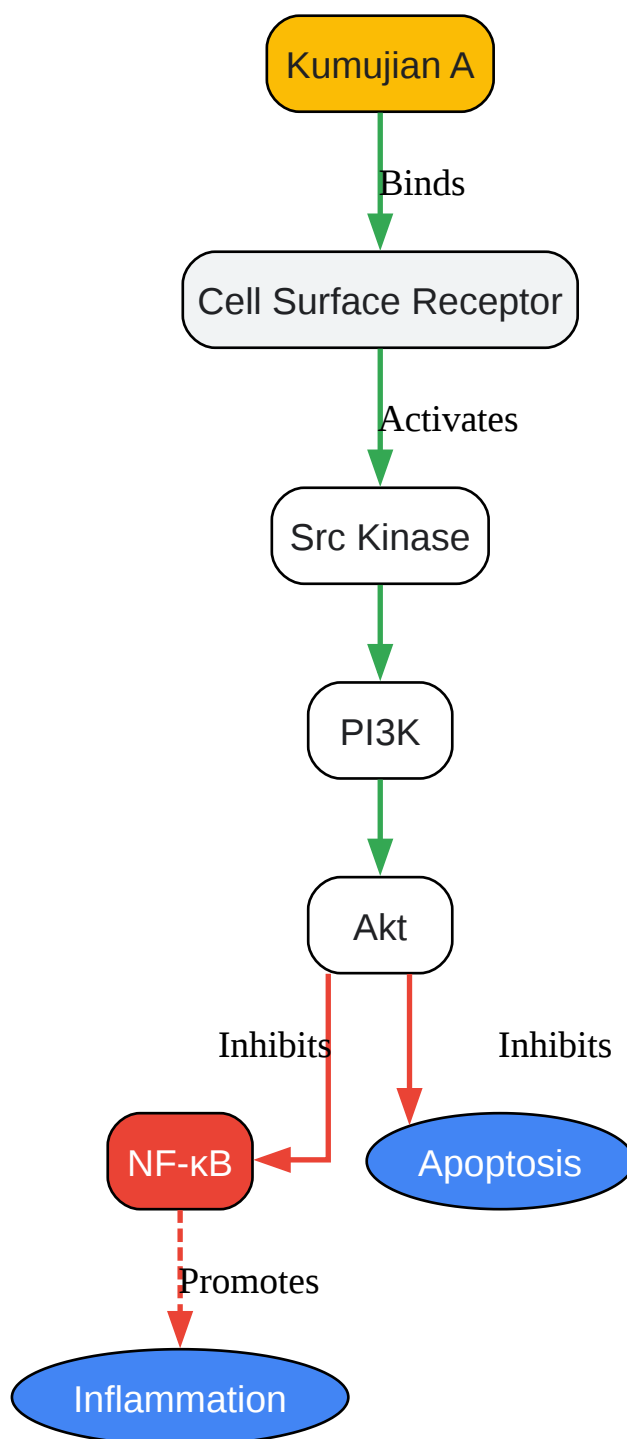 Kumujian A
Binds
Cell Surface Receptor
Activates
Src Kinase
PI3K
Akt
Inhibits
Inhibits
NF-κB
Apoptosis
Promotes
Inflammation